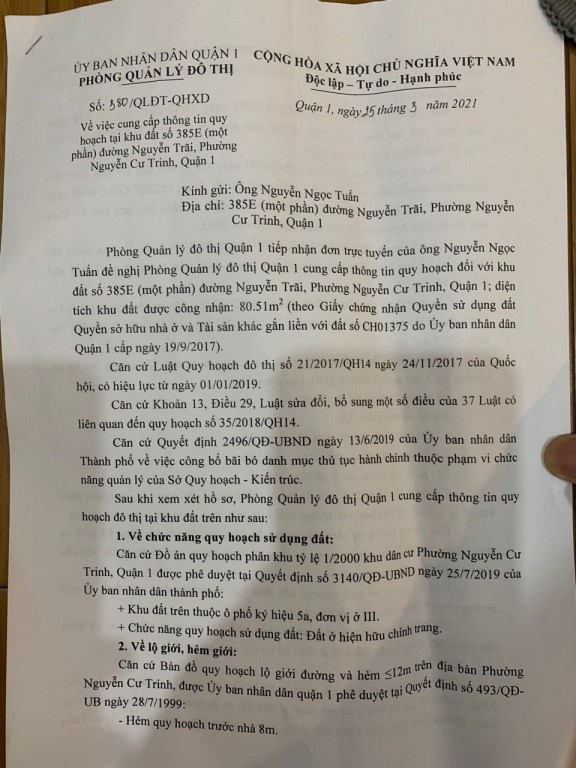 ỦY BAN NHÂN DÂN QUẬN 1
PHÒNG QUẢN LÝ ĐÔ THỊ
CỘNG HÒA XÃ HỘI CHỦ NGHĨA VIỆT NAM
Độc lập – Tự do - Hạnh phúc
Số: 380/QLĐT-QHXD
Quận 1, ngày 25 tháng 3 năm 2021
Về việc cung cấp thông tin quy
hoạch tại khu đất số 385E (một
phần) đường Nguyễn Trãi, Phường
Nguyễn Cư Trinh, Quận 1
Kính gửi: Ông Nguyễn Ngọc Tuấn
Địa chỉ: 385E (một phần) đường Nguyễn Trãi, Phường Nguyễn
Cư Trinh, Quận 1
Phòng Quản lý đô thị Quận 1 tiếp nhận đơn trực tuyến của ông Nguyễn Ngọc
Tuấn đề nghị Phòng Quản lý đô thị Quận 1 cung cấp thông tin quy hoạch đối với khu
đất số 385E (một phần) đường Nguyễn Trãi, Phường Nguyễn Cư Trinh, Quận 1; diện
tích khu đất được công nhận: 80.51m² (theo Giấy chứng nhận Quyền sử dụng đất
Quyền sở hữu nhà ở và Tài sản khác gắn liền với đất số CH01375 do Ủy ban nhân dân
Quận 1 cấp ngày 19/9/2017).
Căn cứ Luật Quy hoạch đô thị số 21/2017/QH14 ngày 24/11/2017 của Quốc
hội, có hiệu lực từ ngày 01/01/2019.
Căn cứ Khoản 13, Điều 29, Luật sửa đổi, bổ sung một số điều của 37 Luật có
liên quan đến quy hoạch số 35/2018/QH14.
Căn cứ Quyết định 2496/QĐ-UBND ngày 13/6/2019 của Ủy ban nhân dân
Thành phố về việc công bố bãi bó danh mục thủ tục hành chính thuộc phạm vi chức
năng quản lý của Sở Quy hoạch - Kiến trúc.
Sau khi xem xét hồ sơ, Phòng Quản lý đô thị Quận 1 cung cấp thông tin quy
hoạch đô thị tại khu đất trên như sau:
1. Về chức năng quy hoạch sử dụng đất:
Căn cứ Đồ án quy hoạch phân khu tỷ lệ 1/2000 khu dân cư Phường Nguyễn Cư
Trinh, Quận 1 được phê duyệt tại Quyết định số 3140/QĐ-UBND ngày 25/7/2019 của
Ủy ban nhân dân thành phố:
+ Khu đất trên thuộc ô phố ký hiệu 5a, đơn vị ở III.
+ Chức năng quy hoạch sử dụng đất: Đất ở hiện hữu chỉnh trang.
2. Về lộ giới, hẻm giới:
Căn cứ Bản đồ quy hoạch lộ giới đường và hẻm ≤12m trên địa bàn Phường
Nguyễn Cư Trinh, được Ủy ban nhân dân quận 1 phê duyệt tại Quyết định số 493/QĐ-
UB ngày 28/7/1999:
- Hẻm quy hoạch trước nhà 8m.